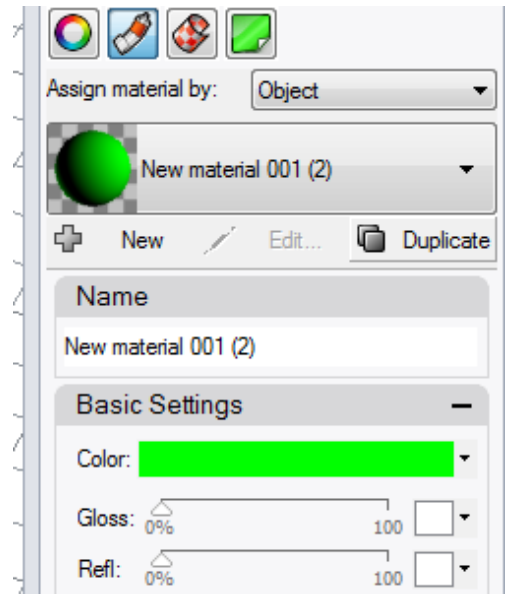 Assign material by: Object
New material 001 (2)
New Edit... Duplicate
Name
New material 001 (2)
Basic Settings
Color:
Gloss: 0% 100
Refl: 0% 100